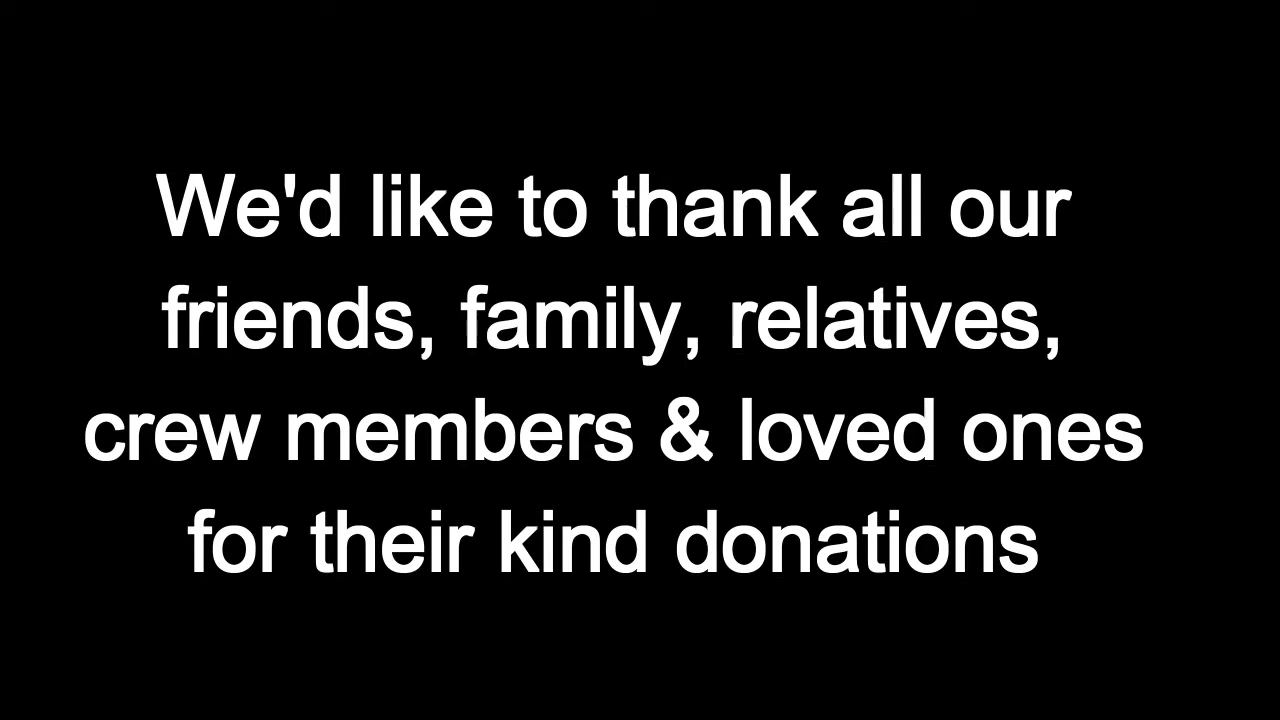 We'd like to thank all our
friends, family, relatives,
crew members & loved ones
for their kind donations